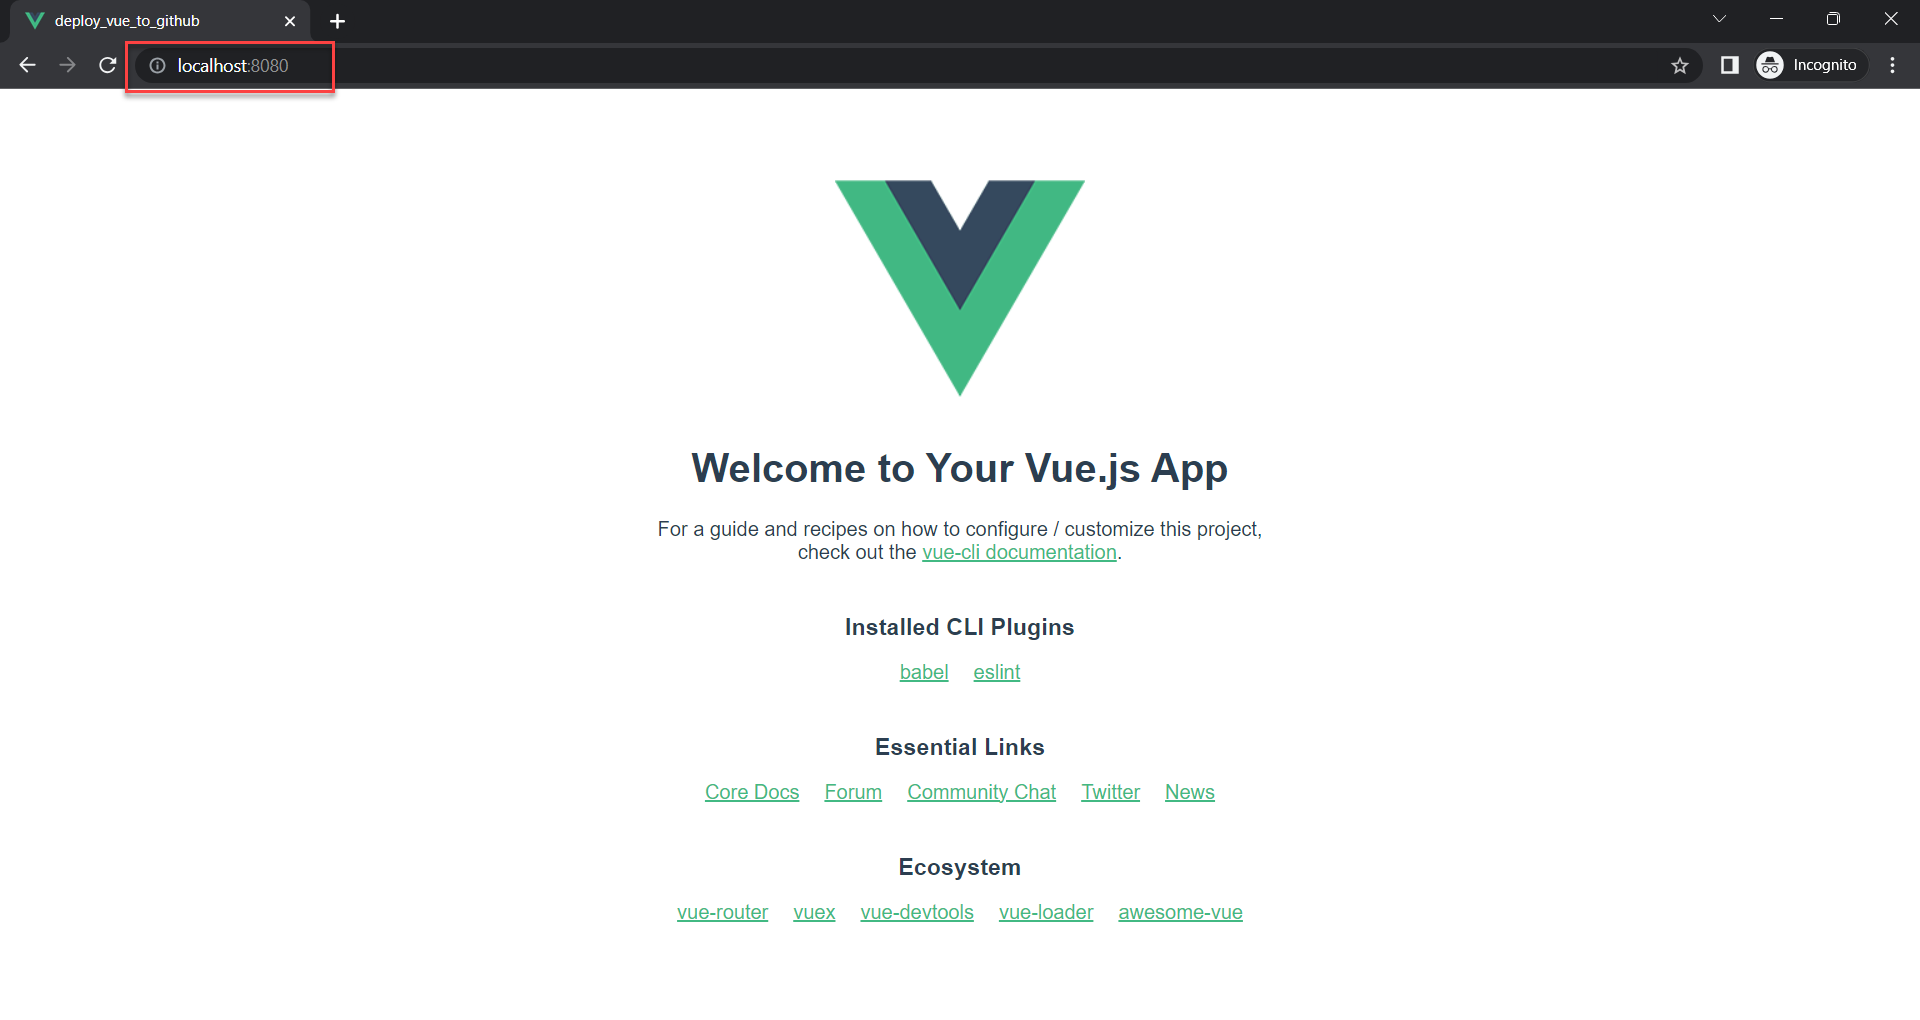 deploy_vue_to_github
localhost:8080
Incognito
Welcome to Your Vue.js App
For a guide and recipes on how to configure / customize this project,
check out the vue-cli documentation.
Installed CLI Plugins
babel eslint
Essential Links
Core Docs Forum Community Chat Twitter News
Ecosystem
vue-router vuex vue-devtools vue-loader awesome-vue